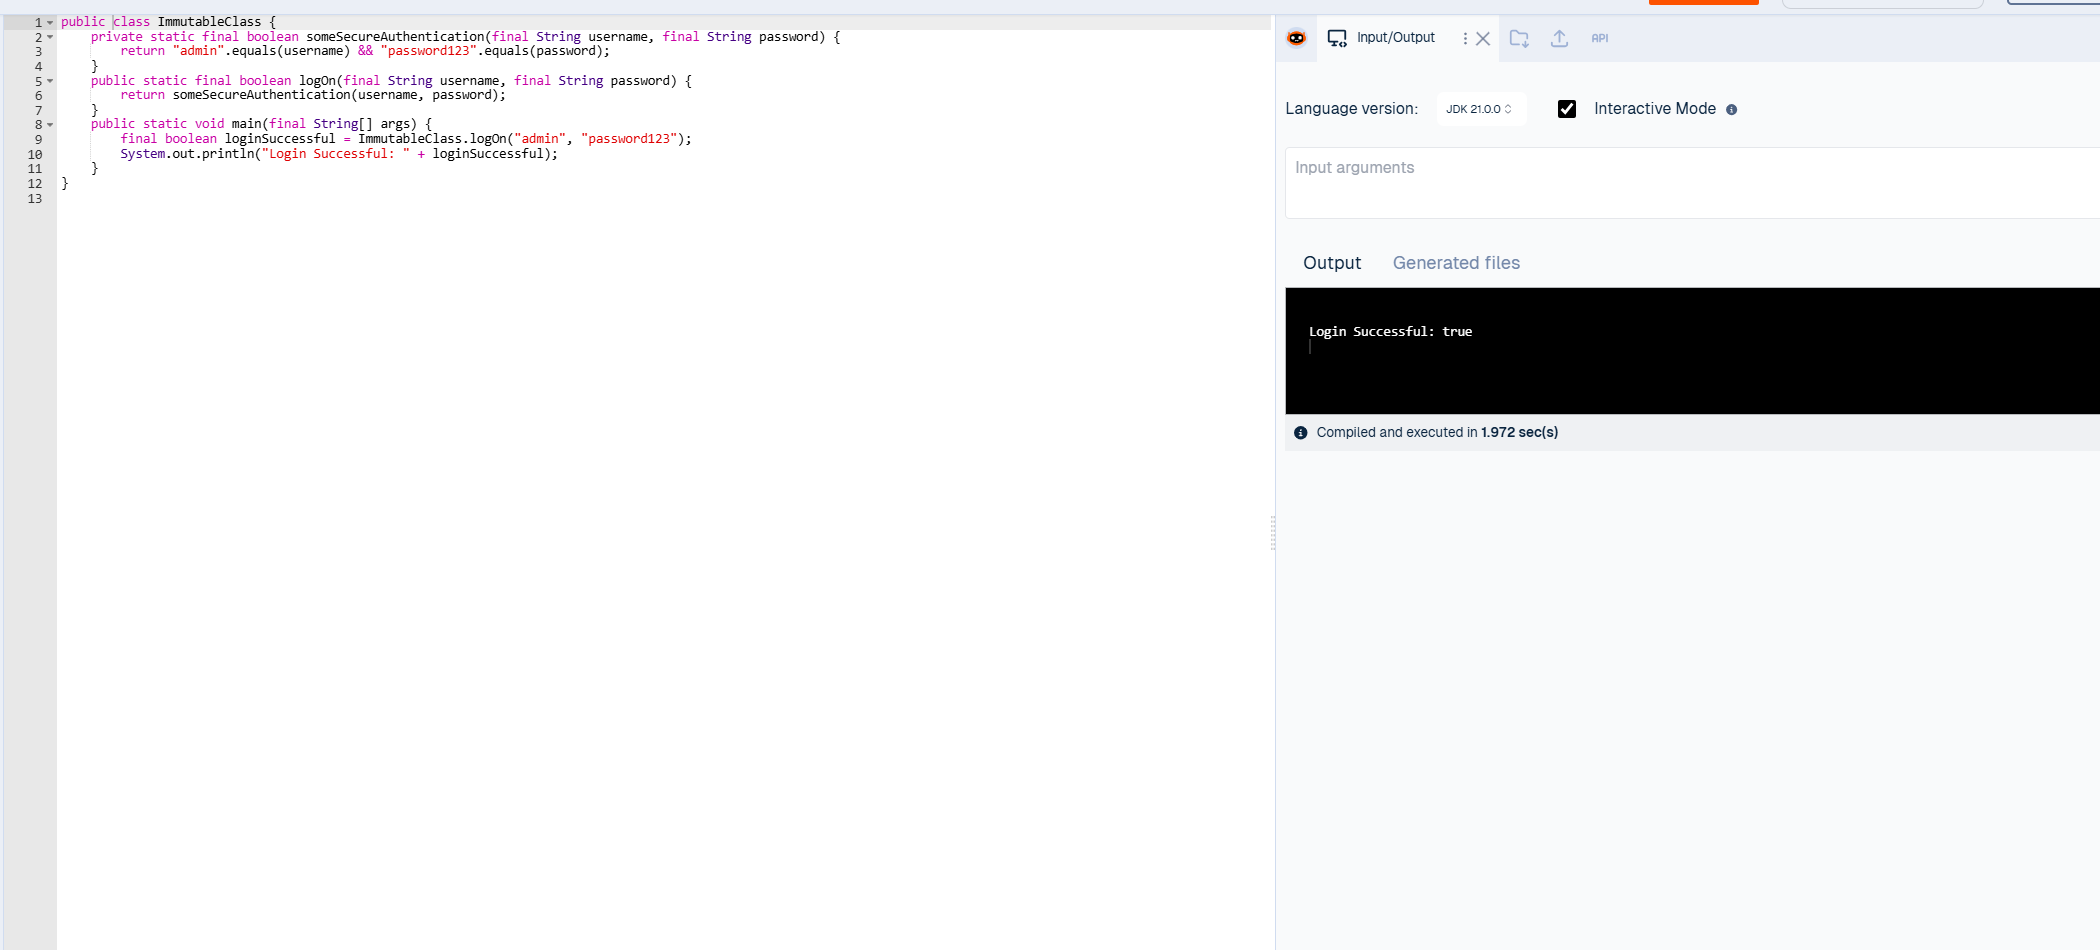 1 public class ImmutableClass {
2 private static final boolean someSecureAuthentication(final String username, final String password) {
3 return "admin".equals(username) && "password123".equals(password);
4 }
5 public static final boolean logOn(final String username, final String password) {
6 return someSecureAuthentication(username, password);
7 }
8 public static void main(final String[] args) {
9 final boolean loginSuccessful = ImmutableClass.logOn("admin", "password123");
10 System.out.println("Login Successful: " + loginSuccessful);
11 }
12 }
13
Input/Output API
Language version: JDK 21.0.0 Interactive Mode
Input arguments
Output Generated files
Login Successful: true
Compiled and executed in 1.972 sec(s)